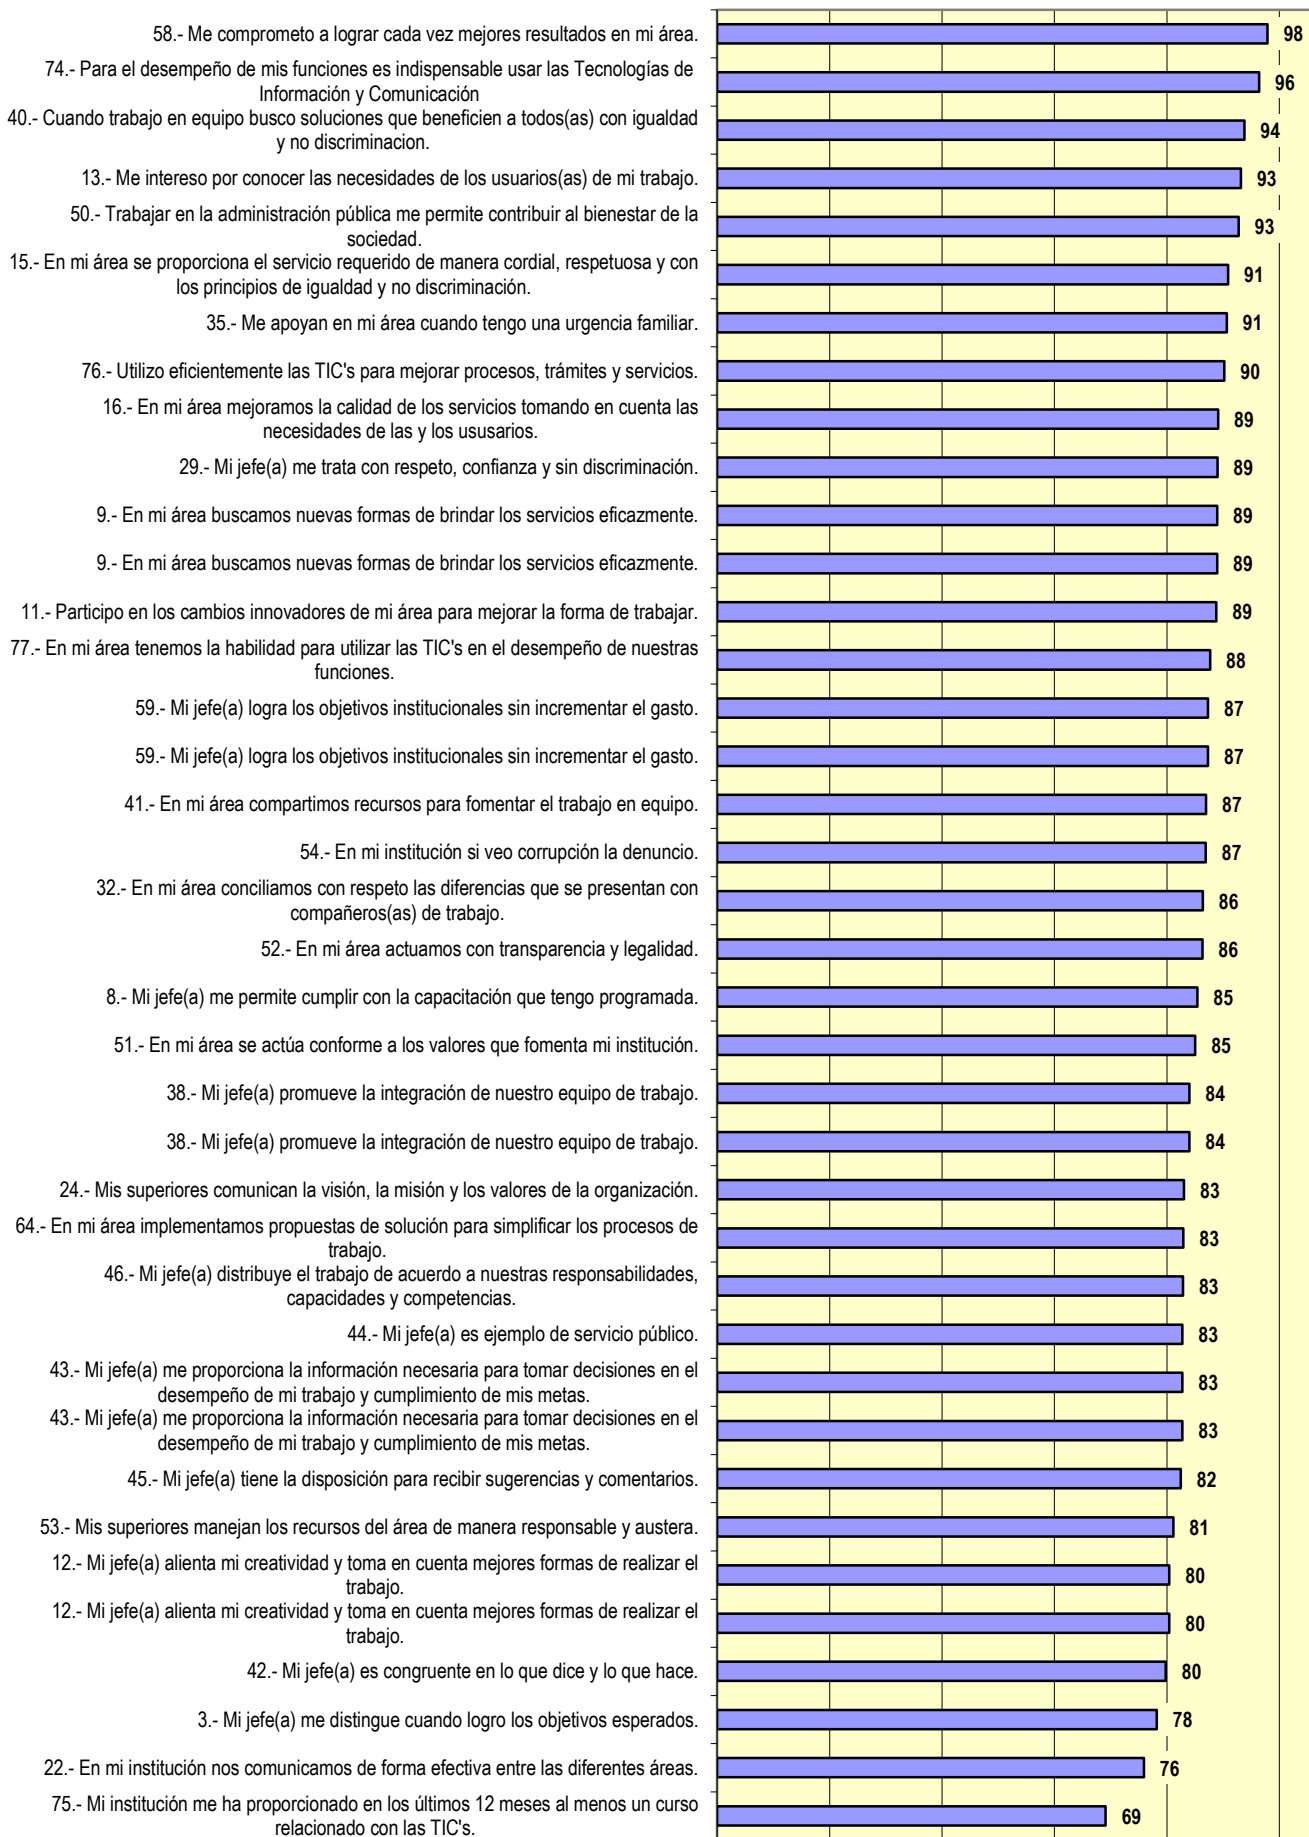 58.- Me comprometo a lograr cada vez mejores resultados en mi área. 98
74.- Para el desempeño de mis funciones es indispensable usar las Tecnologías de
Información y Comunicación 96
40.- Cuando trabajo en equipo busco soluciones que beneficien a todos(as) con igualdad
y no discriminacion. 94
13.- Me intereso por conocer las necesidades de los usuarios(as) de mi trabajo. 93
50.- Trabajar en la administración pública me permite contribuir al bienestar de la
sociedad. 93
15.- En mi área se proporciona el servicio requerido de manera cordial, respetuosa y con
los principios de igualdad y no discriminación. 91
35.- Me apoyan en mi área cuando tengo una urgencia familiar. 91
76.- Utilizo eficientemente las TIC's para mejorar procesos, trámites y servicios. 90
16.- En mi área mejoramos la calidad de los servicios tomando en cuenta las
necesidades de las y los ususarios. 89
29.- Mi jefe(a) me trata con respeto, confianza y sin discriminación. 89
9.- En mi área buscamos nuevas formas de brindar los servicios eficazmente. 89
9.- En mi área buscamos nuevas formas de brindar los servicios eficazmente. 89
11.- Participo en los cambios innovadores de mi área para mejorar la forma de trabajar. 89
77.- En mi área tenemos la habilidad para utilizar las TIC's en el desempeño de nuestras
funciones. 88
59.- Mi jefe(a) logra los objetivos institucionales sin incrementar el gasto. 87
59.- Mi jefe(a) logra los objetivos institucionales sin incrementar el gasto. 87
41.- En mi área compartimos recursos para fomentar el trabajo en equipo. 87
54.- En mi institución si veo corrupción la denuncio. 87
32.- En mi área conciliamos con respeto las diferencias que se presentan con
compañeros(as) de trabajo. 86
52.- En mi área actuamos con transparencia y legalidad. 86
8.- Mi jefe(a) me permite cumplir con la capacitación que tengo programada. 85
51.- En mi área se actúa conforme a los valores que fomenta mi institución. 85
38.- Mi jefe(a) promueve la integración de nuestro equipo de trabajo. 84
38.- Mi jefe(a) promueve la integración de nuestro equipo de trabajo. 84
24.- Mis superiores comunican la visión, la misión y los valores de la organización. 83
64.- En mi área implementamos propuestas de solución para simplificar los procesos de
trabajo. 83
46.- Mi jefe(a) distribuye el trabajo de acuerdo a nuestras responsabilidades,
capacidades y competencias. 83
44.- Mi jefe(a) es ejemplo de servicio público. 83
43.- Mi jefe(a) me proporciona la información necesaria para tomar decisiones en el
desempeño de mi trabajo y cumplimiento de mis metas. 83
43.- Mi jefe(a) me proporciona la información necesaria para tomar decisiones en el
desempeño de mi trabajo y cumplimiento de mis metas. 83
45.- Mi jefe(a) tiene la disposición para recibir sugerencias y comentarios. 82
53.- Mis superiores manejan los recursos del área de manera responsable y austera. 81
12.- Mi jefe(a) alienta mi creatividad y toma en cuenta mejores formas de realizar el
trabajo. 80
12.- Mi jefe(a) alienta mi creatividad y toma en cuenta mejores formas de realizar el
trabajo. 80
42.- Mi jefe(a) es congruente en lo que dice y lo que hace. 80
3.- Mi jefe(a) me distingue cuando logro los objetivos esperados. 78
22.- En mi institución nos comunicamos de forma efectiva entre las diferentes áreas. 76
75.- Mi institución me ha proporcionado en los últimos 12 meses al menos un curso
relacionado con las TIC's. 69